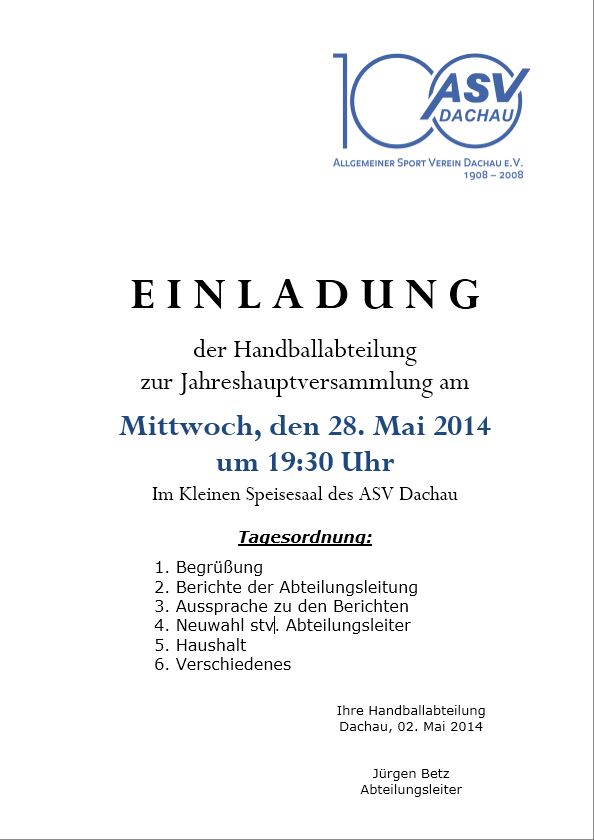 100 ASV
DACHAU
ALLGEMEINER SPORT VEREIN DACHAU E.V.
1908 – 2008
EINLADUNG
der Handballabteilung
zur Jahreshauptversammlung am
Mittwoch, den 28. Mai 2014
um 19:30 Uhr
Im Kleinen Speisesaal des ASV Dachau
Tagesordnung:
1. Begrüßung
2. Berichte der Abteilungsleitung
3. Aussprache zu den Berichten
4. Neuwahl stv. Abteilungsleiter
5. Haushalt
6. Verschiedenes
Ihre Handballabteilung
Dachau, 02. Mai 2014
Jürgen Betz
Abteilungsleiter